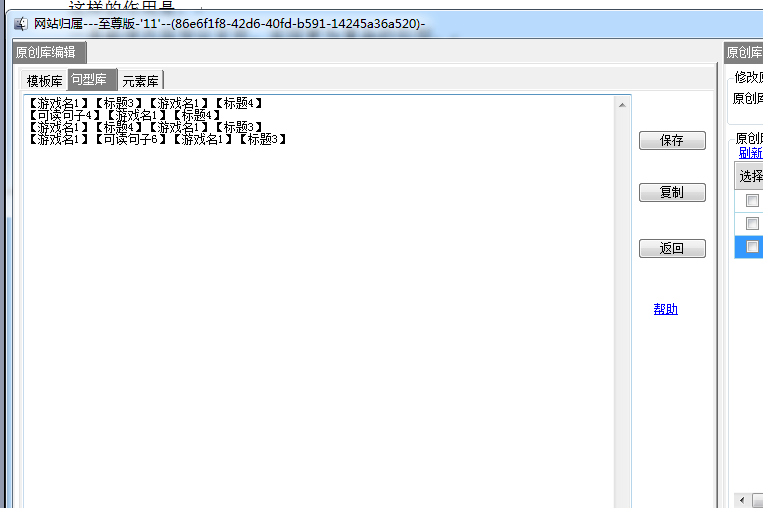 这样的作用是
网站归属---至尊版-'11'--(86e6f1f8-42d6-40fd-b591-14245a36a520)-
原创库编辑
模板库 句型库 元素库
【游戏名1】【标题3】【游戏名1】【标题4】
【可读句子4】【游戏名1】【标题4】
【游戏名1】【标题4】【游戏名1】【标题3】
【游戏名1】【可读句子6】【游戏名1】【标题3】
保存
复制
返回
帮助
原创库
修改
原创
原创
刷新
选择